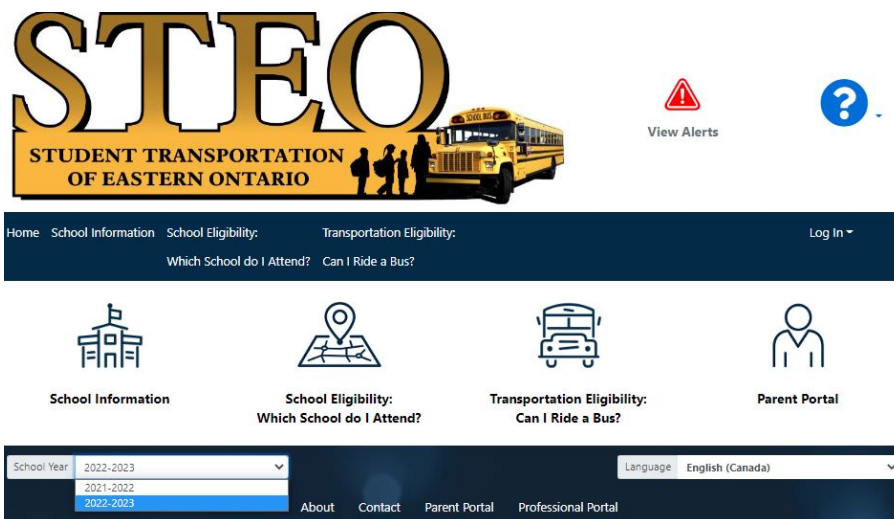 STEO
STUDENT TRANSPORTATION
OF EASTERN ONTARIO
SCHOOL BUS
View Alerts
?
Home School Information School Eligibility: Transportation Eligibility: Log In
Which School do I Attend? Can I Ride a Bus?
School Information
School Eligibility:
Which School do I Attend?
Transportation Eligibility:
Can I Ride a Bus?
Parent Portal
School Year 2022-2023
Language English (Canada)
2021-2022
2022-2023
About Contact Parent Portal Professional Portal